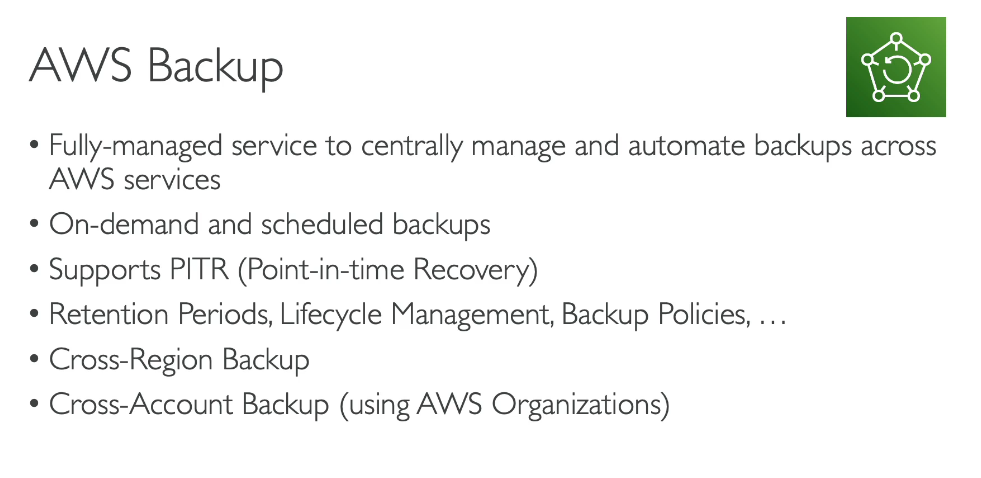 AWS Backup
• Fully-managed service to centrally manage and automate backups across
AWS services
• On-demand and scheduled backups
• Supports PITR (Point-in-time Recovery)
• Retention Periods, Lifecycle Management, Backup Policies, …
• Cross-Region Backup
• Cross-Account Backup (using AWS Organizations)